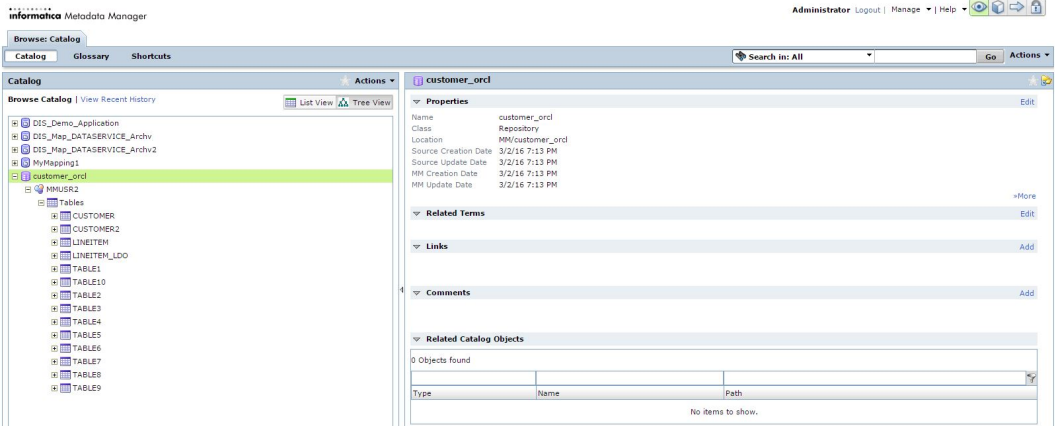 Administrator Logout | Manage ▼ | Help ▼
informatica Metadata Manager
Browse: Catalog
Catalog Glossary Shortcuts
Search in: All Go Actions
Catalog Actions
Browse Catalog | View Recent History
List View Tree View
DIS_Demo_Application
DIS_Map_DATASERVICE_Archv
DIS_Map_DATASERVICE_Archv2
MyMapping1
customer_orcl
MMUSR2
Tables
CUSTOMER
CUSTOMER2
LINEITEM
LINEITEM_LDO
TABLE1
TABLE10
TABLE2
TABLE3
TABLE4
TABLE5
TABLE6
TABLE7
TABLE8
TABLE9
customer_orcl
Properties Edit
Name customer_orcl
Class Repository
Location MM/customer_orcl
Source Creation Date 3/2/16 7:13 PM
Source Update Date 3/2/16 7:13 PM
MM Creation Date 3/2/16 7:13 PM
MM Update Date 3/2/16 7:13 PM
»More
Related Terms Edit
Links Add
Comments Add
Related Catalog Objects
0 Objects found
Type Name Path
No items to show.